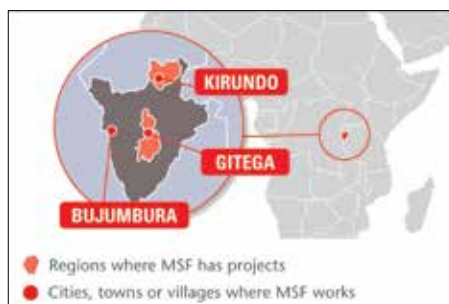 KIRUNDO
GITEGA
BUJUMBURA
Regions where MSF has projects
Cities, towns or villages where MSF works